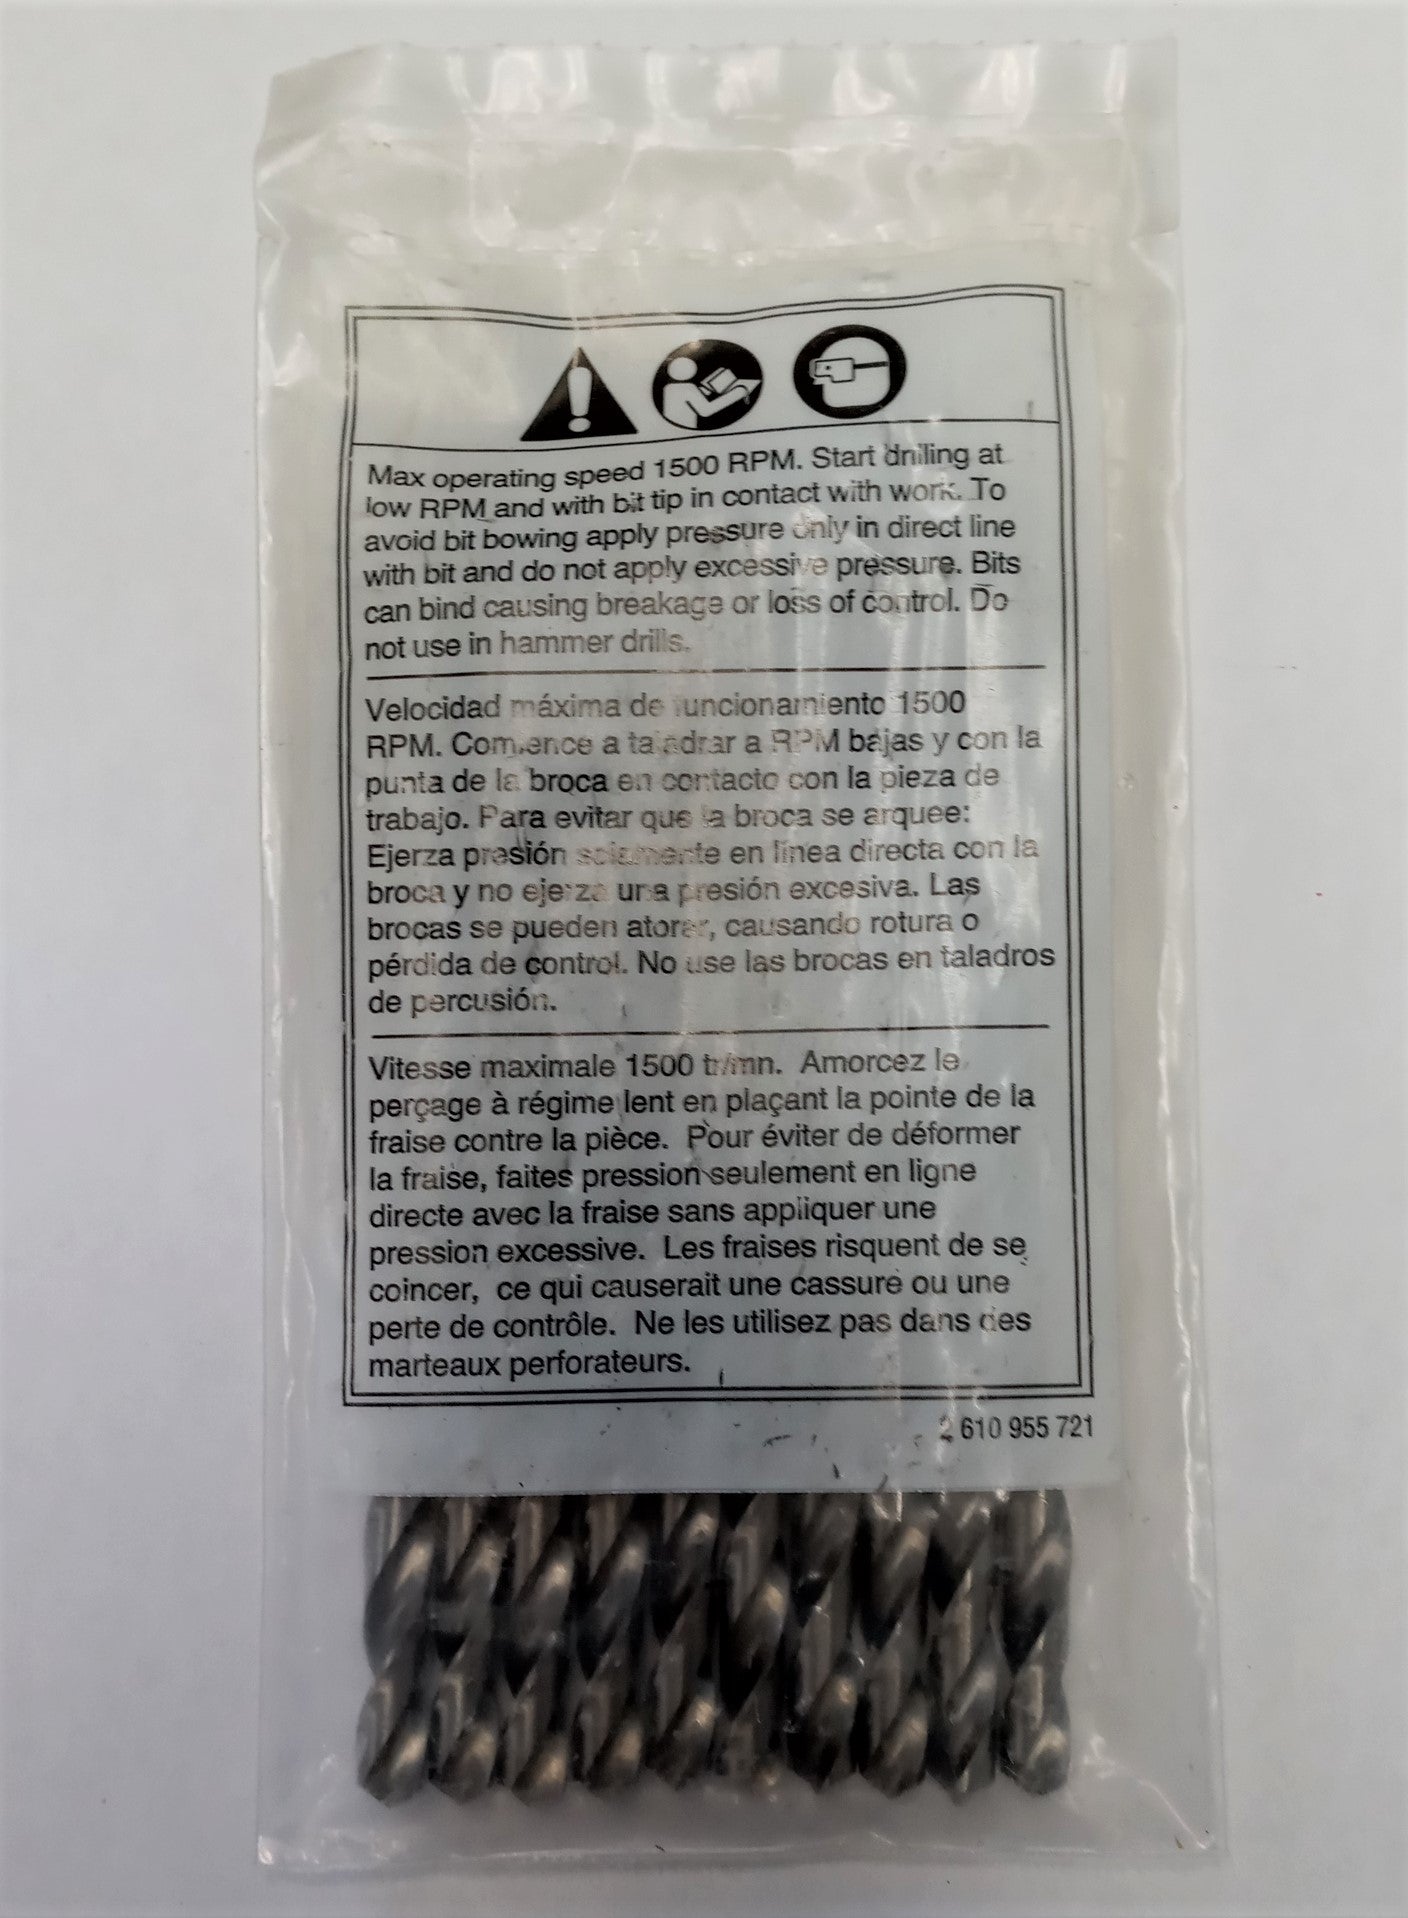 Max operating speed 1500 RPM. Start drilling at
low RPM and with bit tip in contact with work. To
avoid bit bowing apply pressure only in direct line
with bit and do not apply excessive pressure. Bits
can bind causing breakage or loss of control. Do
not use in hammer drills.
Velocidad máxima de funcionamiento 1500
RPM. Comience a taladrar a RPM bajas y con la
punta de la broca en contacto con la pieza de
trabajo. Para evitar que la broca se arquee:
Ejerza presión solamente en línea directa con la
broca y no ejerza una presión excesiva. Las
brocas se pueden atorar, causando rotura o
pérdida de control. No use las brocas en taladros
de percusión.
Vitesse maximale 1500 tr/mn. Amorcez le
perçage à régime lent en plaçant la pointe de la
fraise contre la pièce. Pour éviter de déformer
la fraise, faites pression seulement en ligne
directe avec la fraise sans appliquer une
pression excessive. Les fraises risquent de se
coincer, ce qui causerait une cassure ou une
perte de contrôle. Ne les utilisez pas dans des
marteaux perforateurs.
2 610 955 721